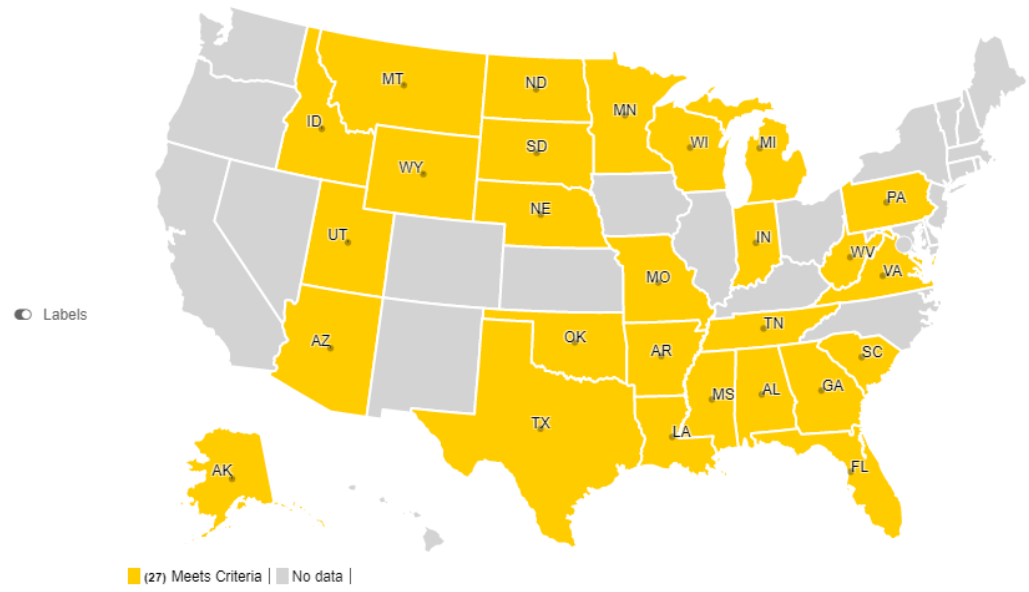 MT
ND
MN
ID
WI
MI
SD
WY
NE
PA
UT
IN
WV
VA
MO
Labels
TN
OK
AZ
AR
SC
GA
AL
MS
TX
LA
FL
AK
(27) Meets Criteria | No data |